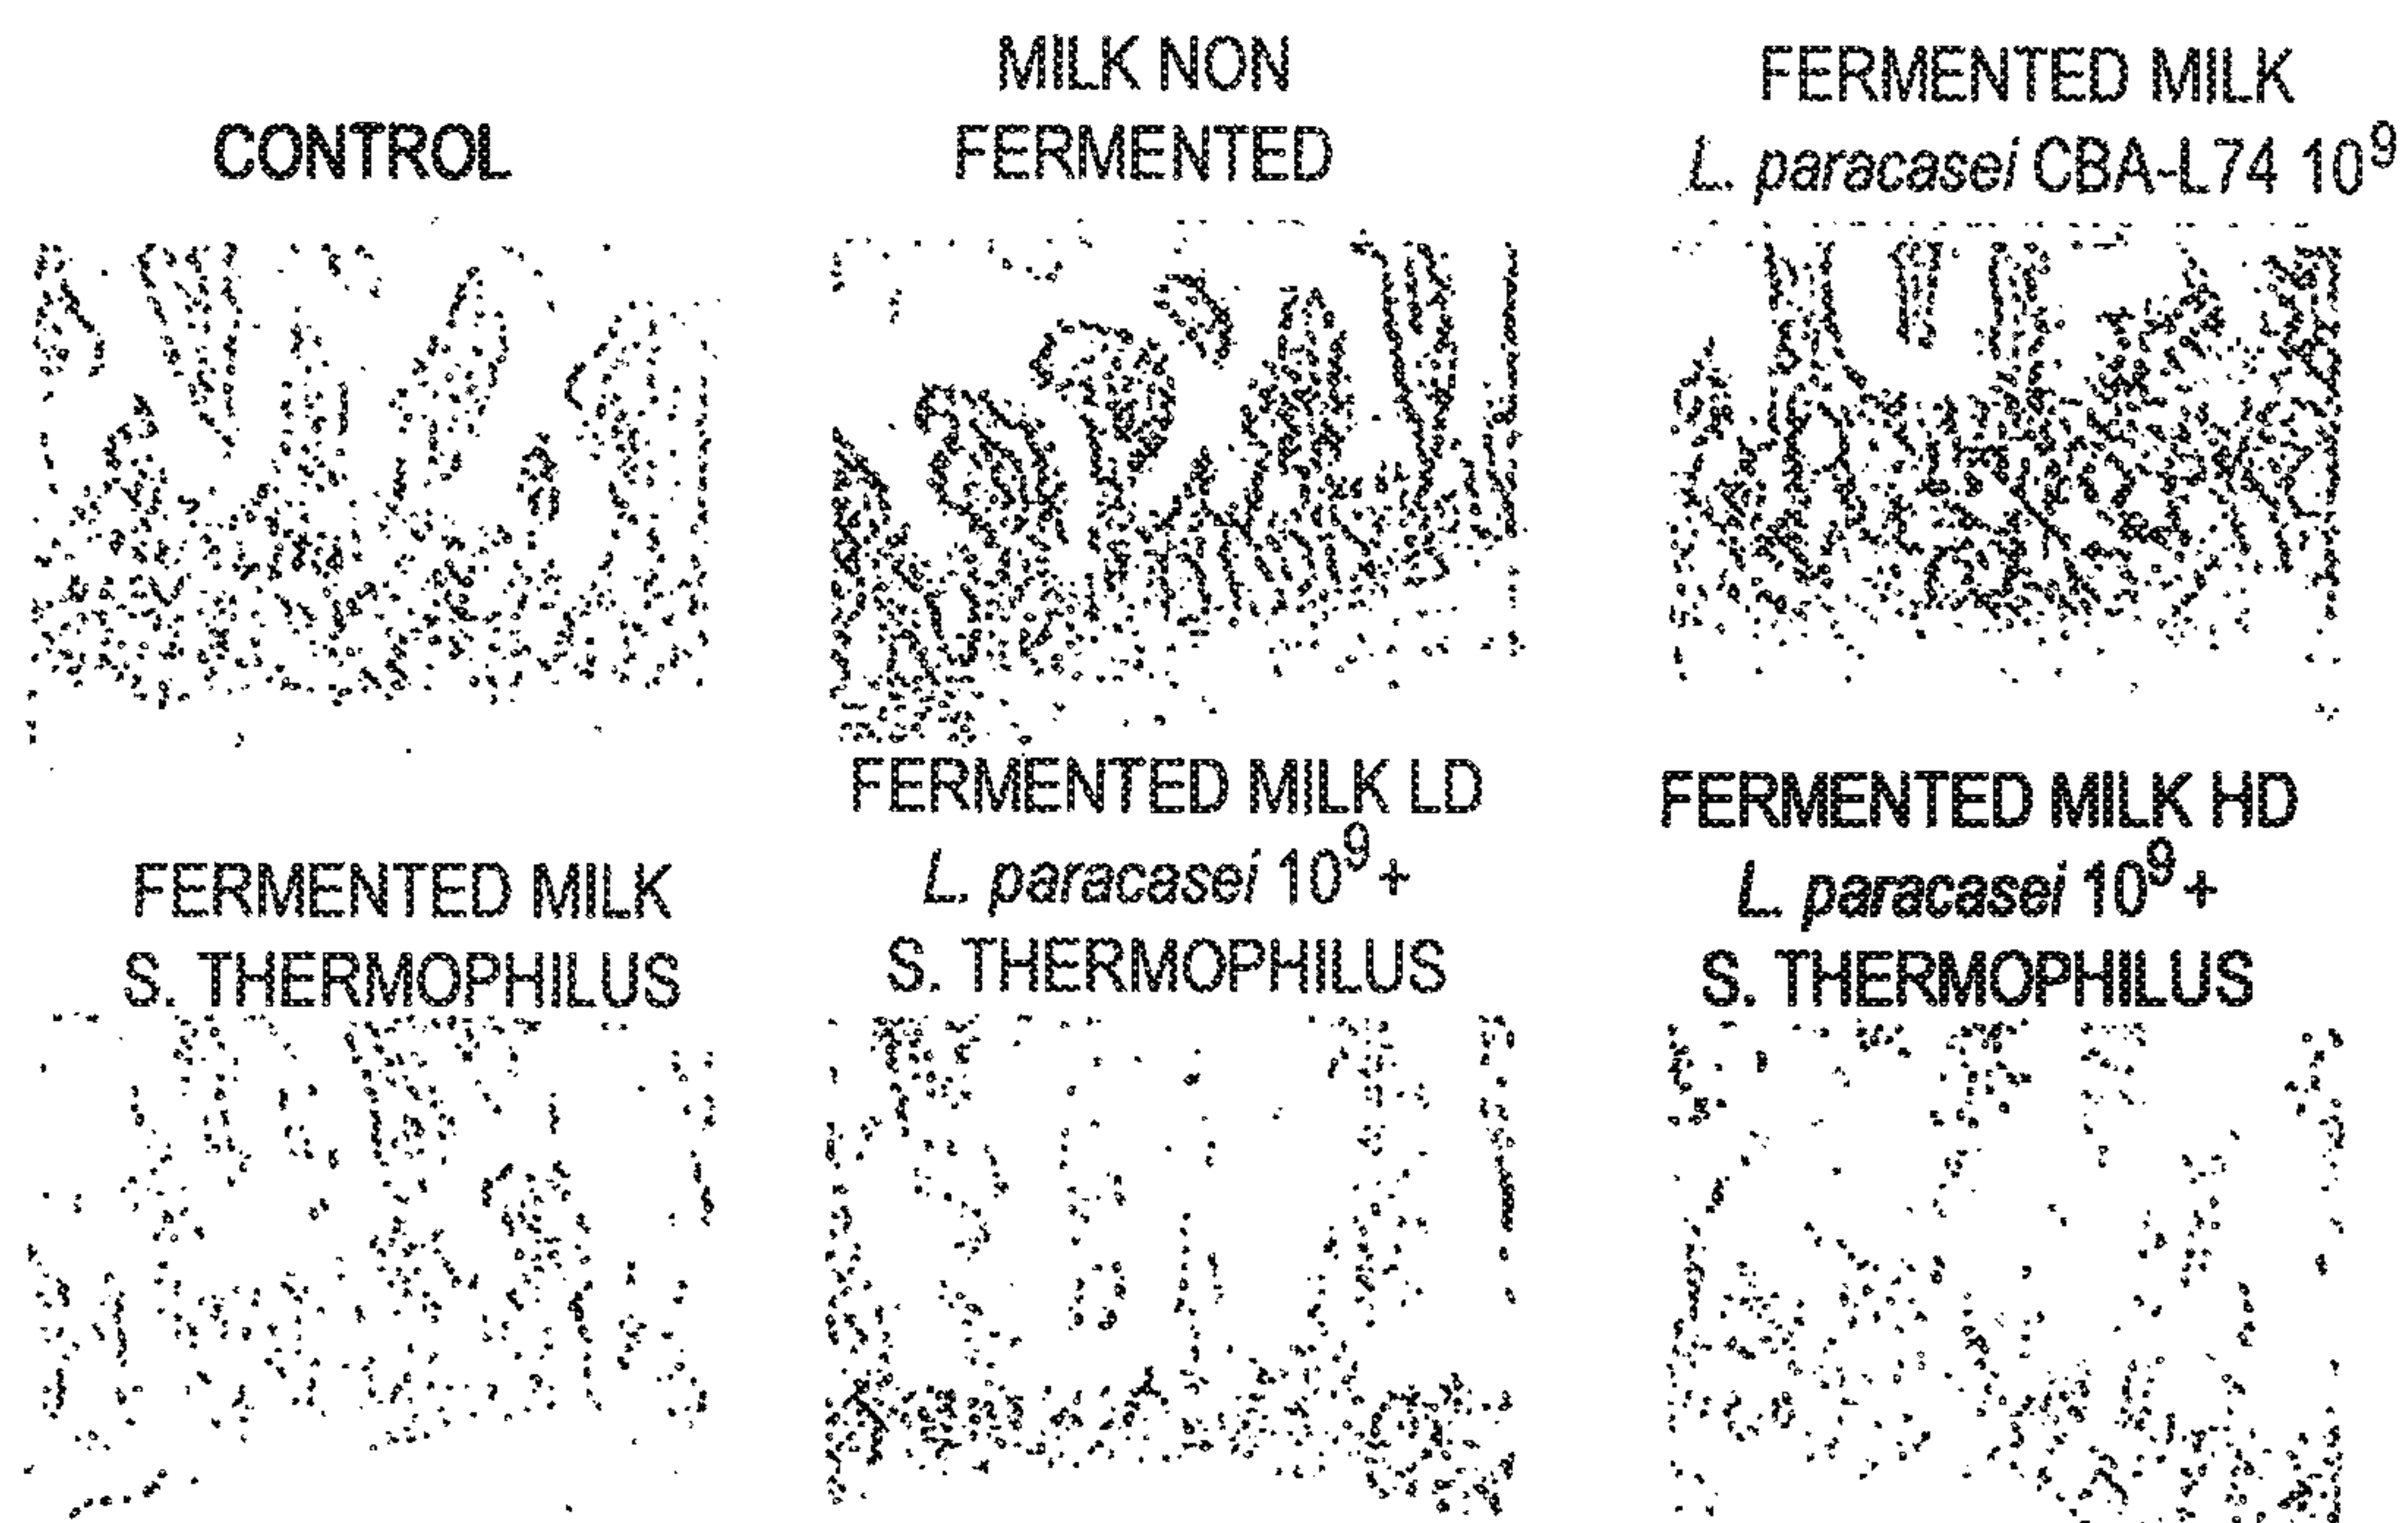 CONTROL
MILK NON
FERMENTED
FERMENTED MILK
L. paracasei CBA-L74 10⁹
FERMENTED MILK
S. THERMOPHILUS
FERMENTED MILK LD
L. paracasei 10⁹+
S. THERMOPHILUS
FERMENTED MILK HD
L. paracasei 10⁹+
S. THERMOPHILUS